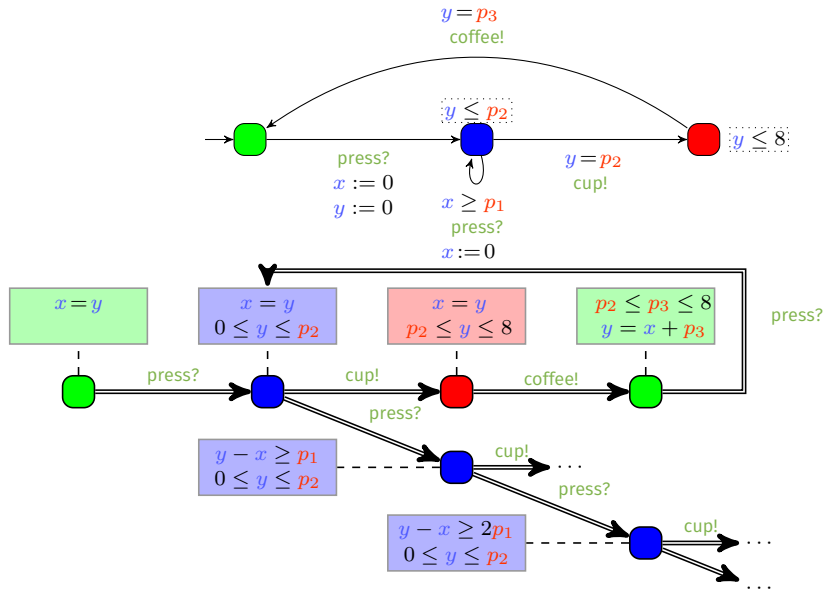 y = p₃
coffee!
y ≤ p₂
y ≤ 8
press?
x := 0
y := 0
y = p₂
cup!
x ≥ p₁
press?
x := 0
x = y
x = y
0 ≤ y ≤ p₂
x = y
p₂ ≤ y ≤ 8
p₂ ≤ p₃ ≤ 8
y = x + p₃
press?
press?
cup!
coffee!
press?
y − x ≥ p₁
0 ≤ y ≤ p₂
cup!
···
press?
y − x ≥ 2p₁
0 ≤ y ≤ p₂
cup!
···
···